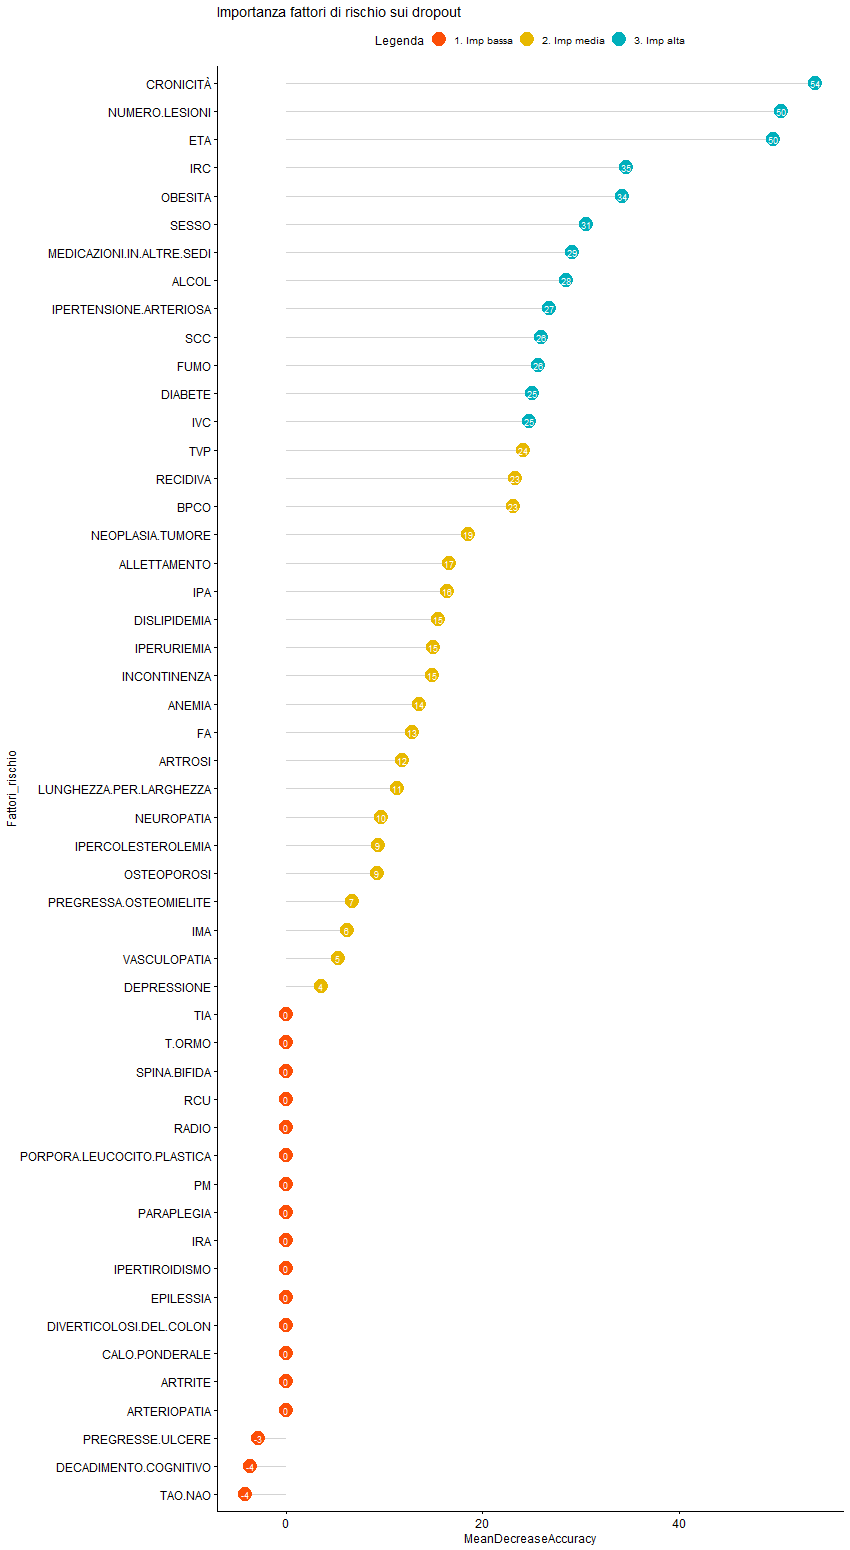 Importanza fattori di rischio sui dropout
Legenda 1. Imp bassa 2. Imp media 3. Imp alta
CRONICITÀ 54
NUMERO.LESIONI 50
ETA 50
IRC 35
OBESITA 34
SESSO 31
MEDICAZIONI.IN.ALTRE.SEDI 29
ALCOL 28
IPERTENSIONE.ARTERIOSA 27
SCC 26
FUMO 26
DIABETE 25
IVC 25
TVP 24
RECIDIVA 23
BPCO 23
NEOPLASIA.TUMORE 19
ALLETTAMENTO 17
IPA 16
DISLIPIDEMIA 15
IPERURIEMIA 15
INCONTINENZA 15
ANEMIA 14
FA 13
ARTROSI 12
LUNGHEZZA.PER.LARGHEZZA 11
NEUROPATIA 10
IPERCOLESTEROLEMIA 9
OSTEOPOROSI 9
PREGRESSA.OSTEOMIELITE 7
IMA 6
VASCULOPATIA 5
DEPRESSIONE 4
TIA 0
T.ORMO 0
SPINA.BIFIDA 0
RCU 0
RADIO 0
PORPORA.LEUCOCITO.PLASTICA 0
PM 0
PARAPLEGIA 0
IRA 0
IPERTIROIDISMO 0
EPILESSIA 0
DIVERTICOLOSI.DEL.COLON 0
CALO.PONDERALE 0
ARTRITE 0
ARTERIOPATIA 0
PREGRESSE.ULCERE -3
DECADIMENTO.COGNITIVO -4
TAO.NAO -4
Fattori_rischio
0 20 40
MeanDecreaseAccuracy